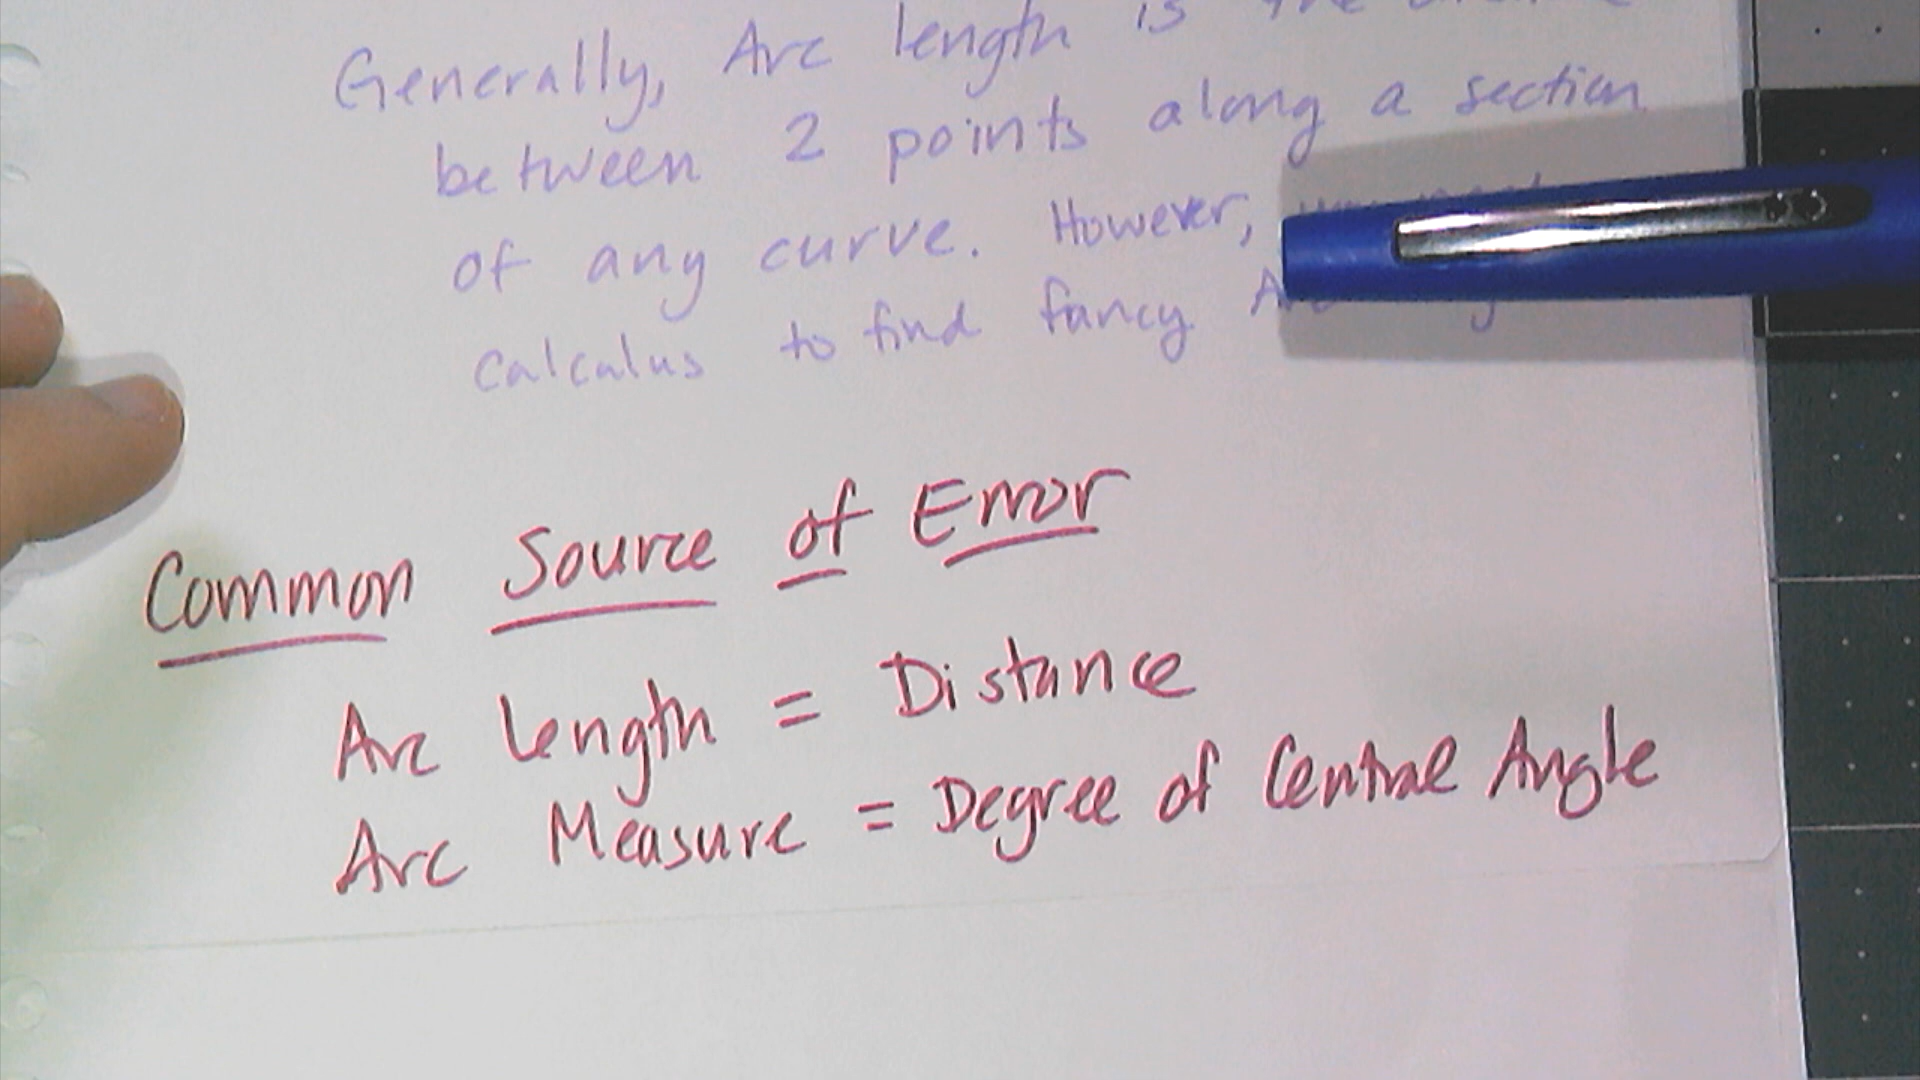 Generally, Arc length is the
between 2 points along a section
of any curve. However,
calculus to find fancy
Common Source of Error
Arc length = Distance
Arc Measure = Degree of Central Angle